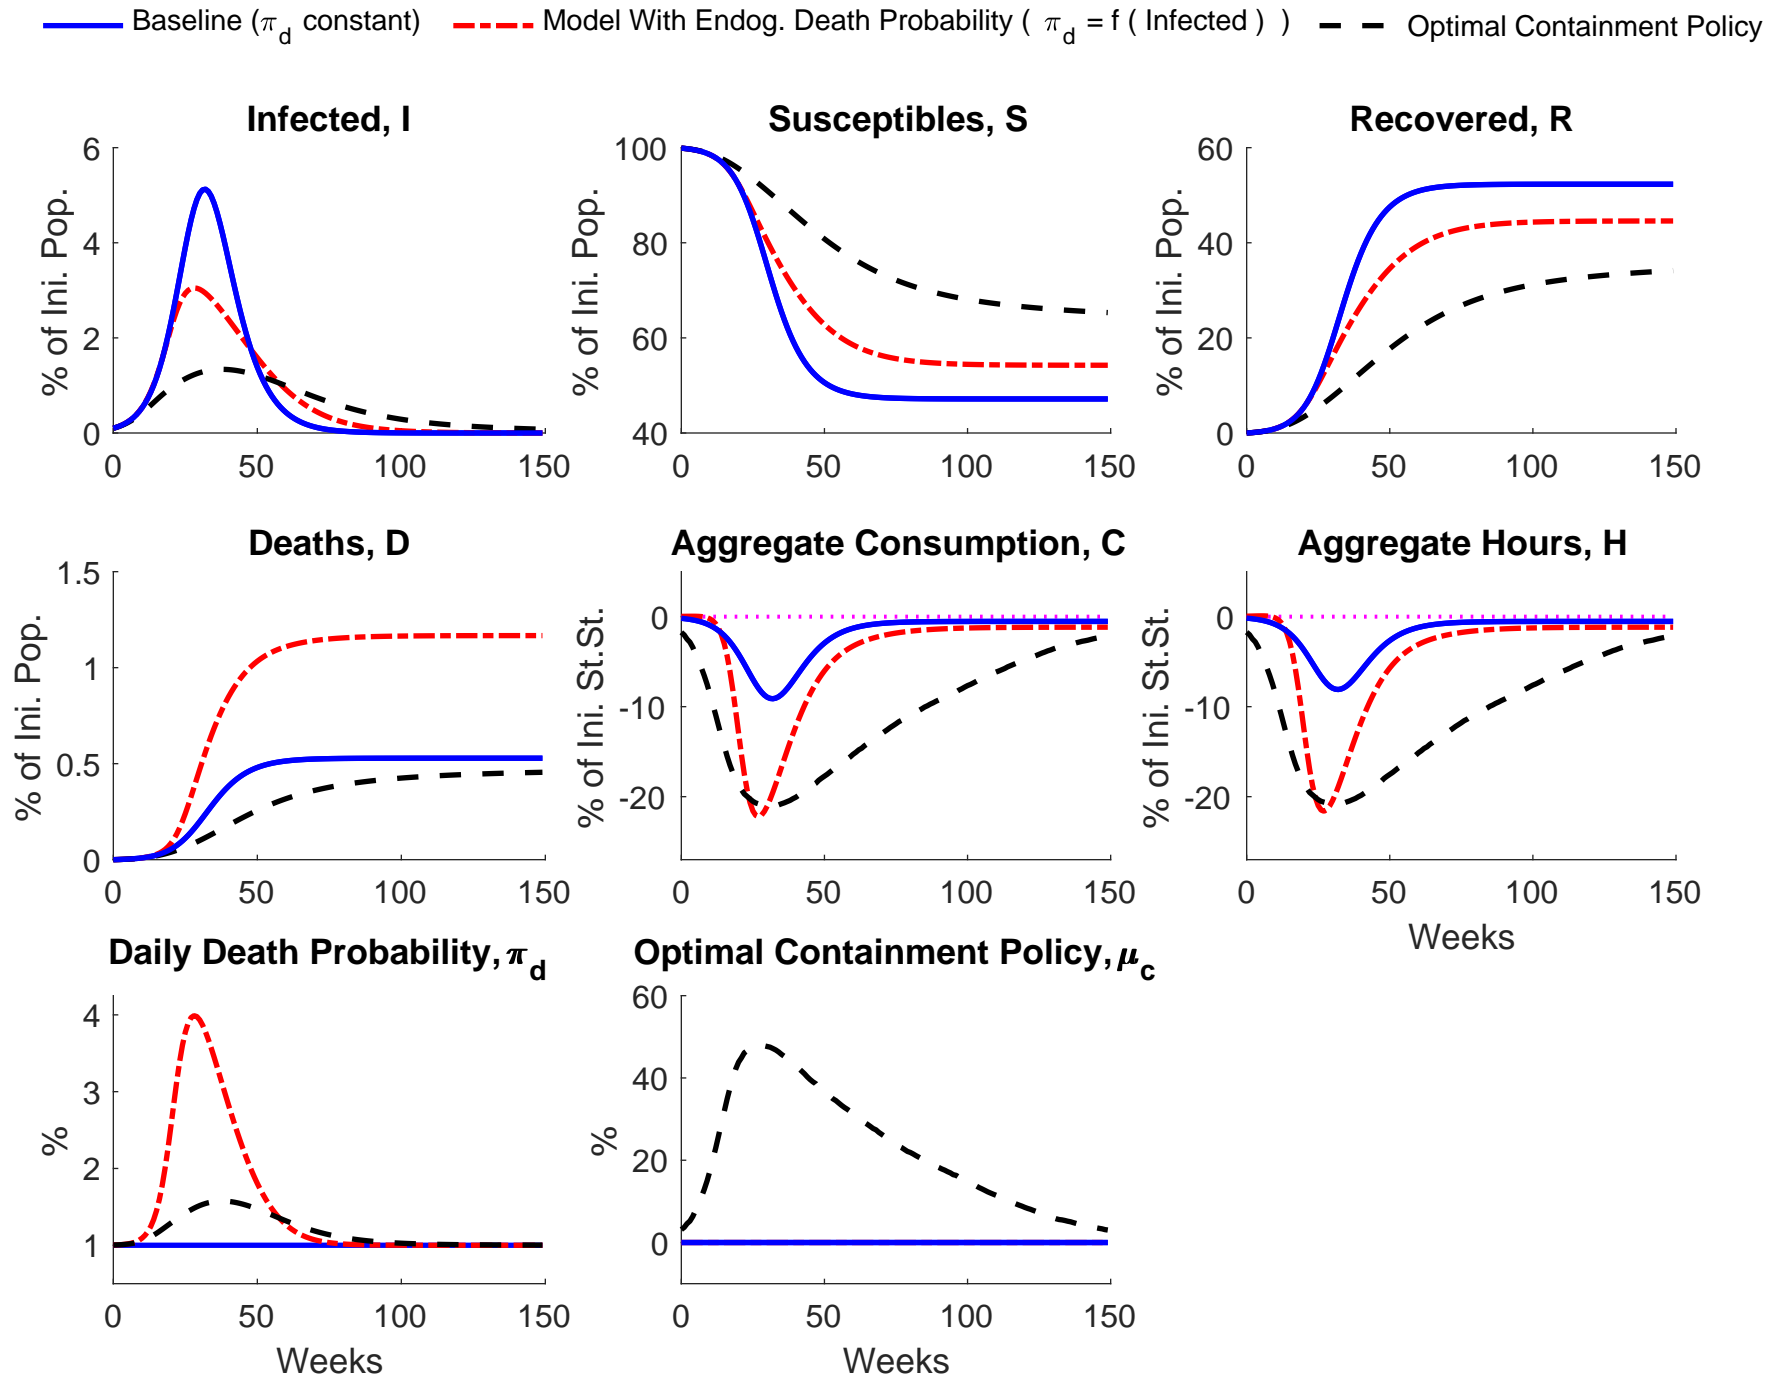 Baseline (π_d constant) Model With Endog. Death Probability ( π_d = f ( Infected ) ) Optimal Containment Policy
Infected, I
% of Ini. Pop.
6
4
2
0
0 50 100 150
Susceptibles, S
% of Ini. Pop.
100
80
60
40
0 50 100 150
Recovered, R
% of Ini. Pop.
60
40
20
0
0 50 100 150
Deaths, D
% of Ini. Pop.
1.5
1
0.5
0
0 50 100 150
Aggregate Consumption, C
% of Ini. St.St.
0
-10
-20
0 50 100 150
Aggregate Hours, H
% of Ini. St.St.
0
-10
-20
0 50 100 150
Weeks
Daily Death Probability, π_d
%
4
3
2
1
0 50 100 150
Weeks
Optimal Containment Policy, μ_c
%
60
40
20
0
0 50 100 150
Weeks